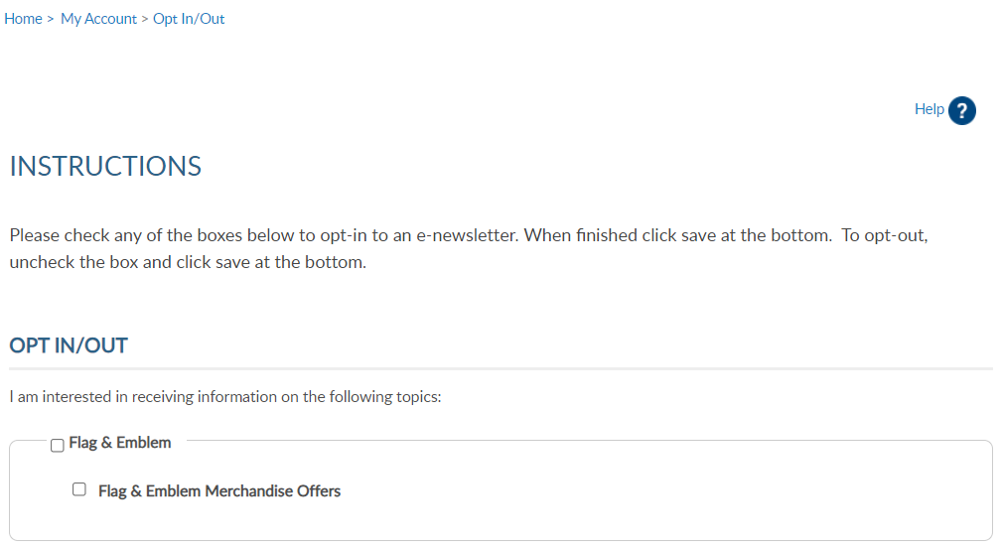 Home > My Account > Opt In/Out
Help ?
INSTRUCTIONS
Please check any of the boxes below to opt-in to an e-newsletter. When finished click save at the bottom.  To opt-out,
uncheck the box and click save at the bottom.
OPT IN/OUT
I am interested in receiving information on the following topics:
Flag & Emblem
Flag & Emblem Merchandise Offers